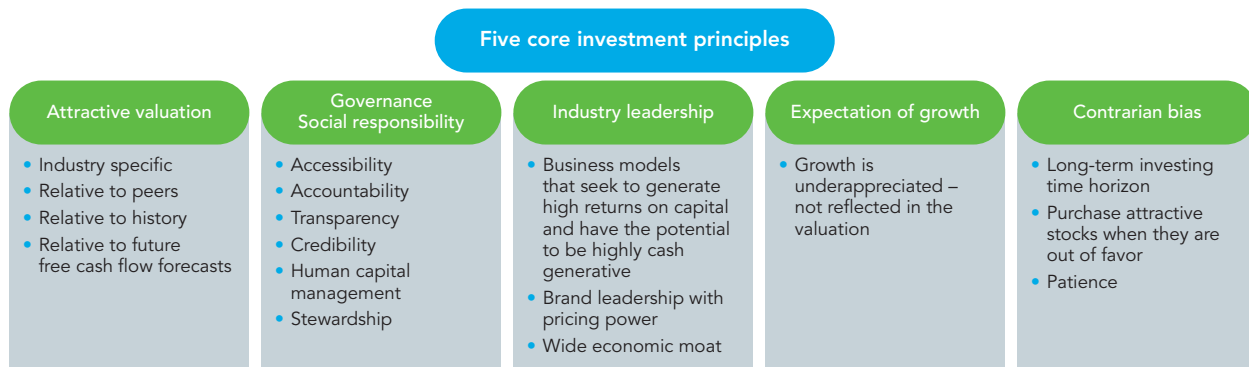 Five core investment principles
Attractive valuation
• Industry specific
• Relative to peers
• Relative to history
• Relative to future
free cash flow forecasts
Governance
Social responsibility
• Accessibility
• Accountability
• Transparency
• Credibility
• Human capital
management
• Stewardship
Industry leadership
• Business models
that seek to generate
high returns on capital
and have the potential
to be highly cash
generative
• Brand leadership with
pricing power
• Wide economic moat
Expectation of growth
• Growth is
underappreciated –
not reflected in the
valuation
Contrarian bias
• Long-term investing
time horizon
• Purchase attractive
stocks when they are
out of favor
• Patience